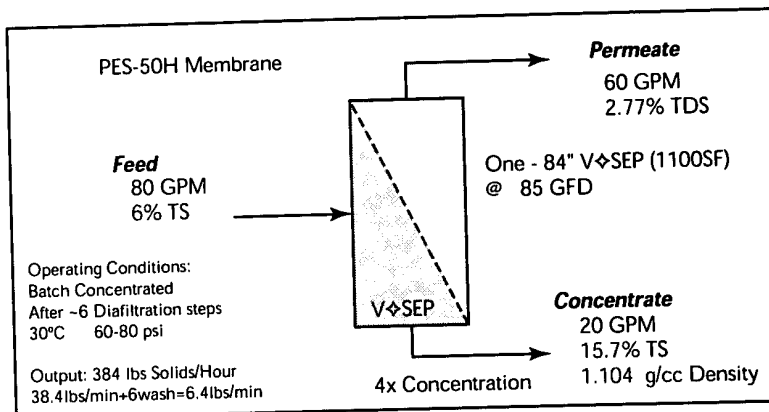 PES-50H Membrane
Permeate
60 GPM
2.77% TDS
Feed
80 GPM
6% TS
One - 84" V✧SEP (1100SF)
@ 85 GFD
Operating Conditions:
Batch Concentrated
After ~6 Diafiltration steps
30°C 60-80 psi
Output: 384 lbs Solids/Hour
38.4lbs/min+6wash=6.4lbs/min
V✧SEP
4x Concentration
Concentrate
20 GPM
15.7% TS
1.104 g/cc Density